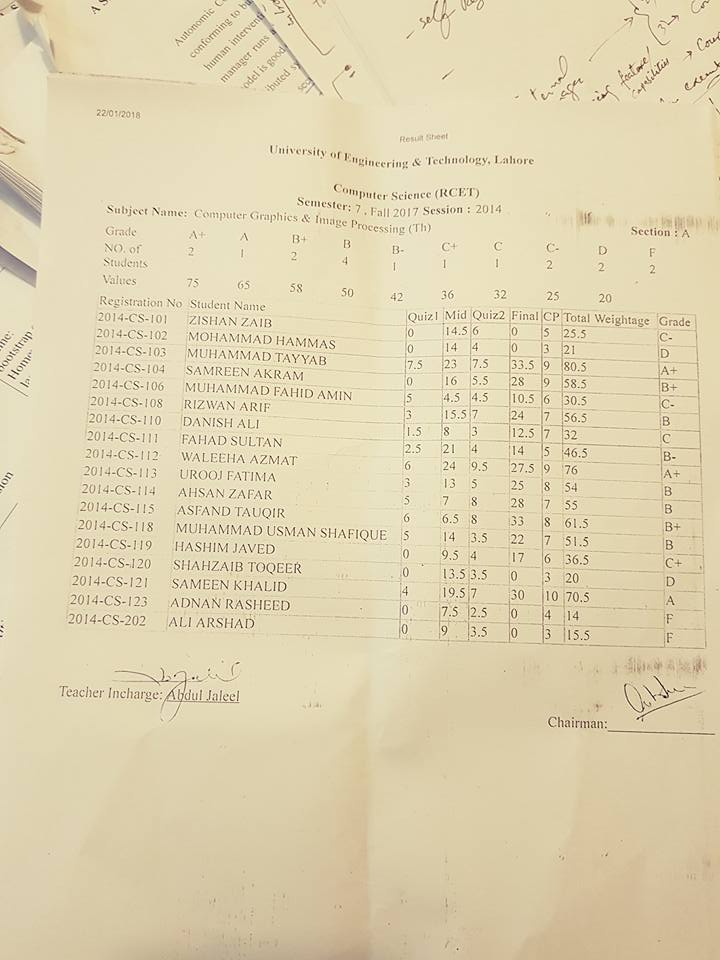 Autonomic
conforming to
human interven
manager runs a
model is good
ibuted
- self
22/01/2018
Result Sheet
University of Engineering & Technology, Lahore
Computer Science (RCET)
Semester: 7 , Fall 2017 Session : 2014
Subject Name: Computer Graphics & Image Processing (Th)
Section : A
Grade A+ A B+ B B- C+ C C- D F
NO. of Students 2 1 2 4 1 1 1 2 2 2
Values 75 65 58 50 42 36 32 25 20
Registration No Student Name Quiz1 Mid Quiz2 Final CP Total Weightage Grade
2014-CS-101 ZISHAN ZAIB 0 14.5 6 0 5 25.5 C-
2014-CS-102 MOHAMMAD HAMMAS 0 14 4 0 3 21 D
2014-CS-103 MUHAMMAD TAYYAB 7.5 23 7.5 33.5 9 80.5 A+
2014-CS-104 SAMREEN AKRAM 0 16 5.5 28 9 58.5 B+
2014-CS-106 MUHAMMAD FAHID AMIN 5 4.5 4.5 10.5 6 30.5 C-
2014-CS-108 RIZWAN ARIF 3 15.5 7 24 7 56.5 B
2014-CS-110 DANISH ALI 1.5 8 3 12.5 7 32 C
2014-CS-111 FAHAD SULTAN 2.5 21 4 14 5 46.5 B-
2014-CS-112 WALEEHA AZMAT 6 24 9.5 27.5 9 76 A+
2014-CS-113 UROOJ FATIMA 3 13 5 25 8 54 B
2014-CS-114 AHSAN ZAFAR 5 7 8 28 7 55 B
2014-CS-115 ASFAND TAUQIR 6 6.5 8 33 8 61.5 B+
2014-CS-118 MUHAMMAD USMAN SHAFIQUE 5 14 3.5 22 7 51.5 B
2014-CS-119 HASHIM JAVED 0 9.5 4 17 6 36.5 C+
2014-CS-120 SHAHZAIB TOQEER 0 13.5 3.5 0 3 20 D
2014-CS-121 SAMEEN KHALID 4 19.5 7 30 10 70.5 A
2014-CS-123 ADNAN RASHEED 0 7.5 2.5 0 4 14 F
2014-CS-202 ALI ARSHAD 0 9 3.5 0 3 15.5 F
Teacher Incharge: Abdul Jaleel
Chairman: